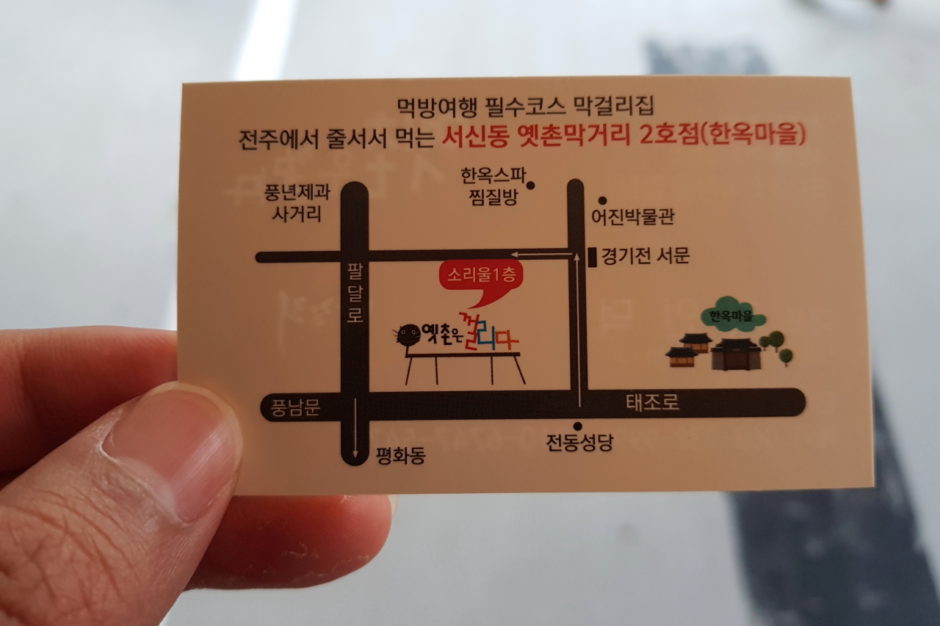 먹방여행 필수코스 막걸리집
전주에서 줄서서 먹는 서신동 옛촌막거리 2호점(한옥마을)
풍년제과
사거리
한옥스파
찜질방
어진박물관
경기전 서문
팔달로
소리울1층
옛촌은 걸리다
한옥마을
풍남문
태조로
평화동
전동성당